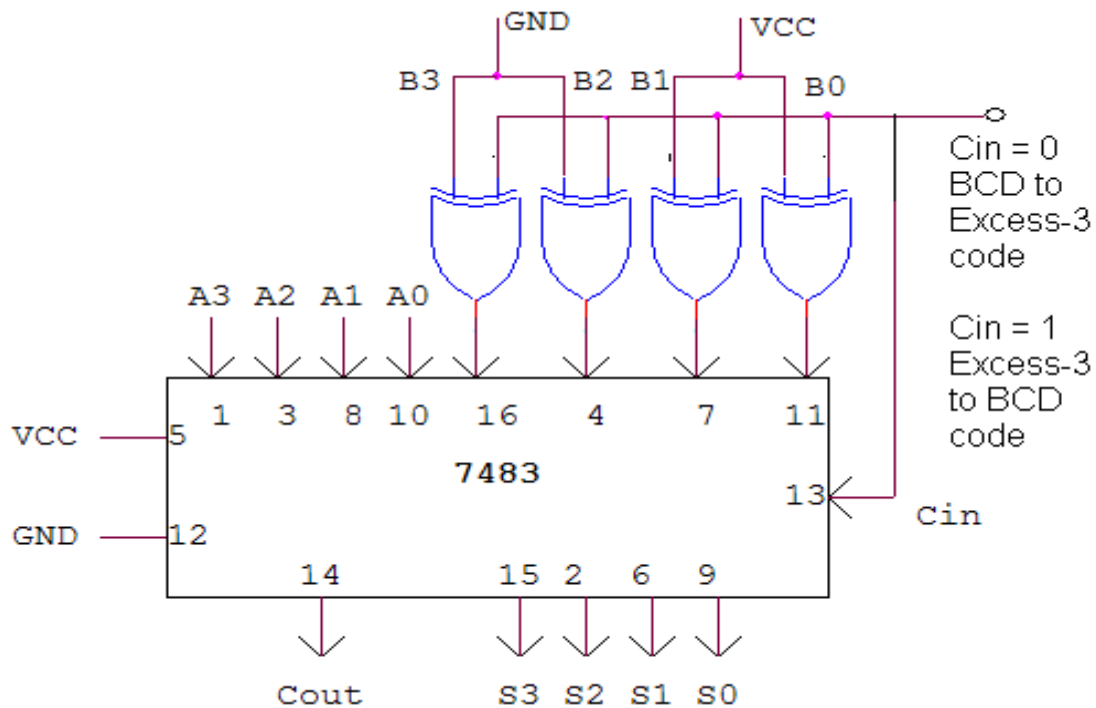 GND
VCC
B3
B2
B1
B0
Cin = 0
BCD to
Excess-3
code
Cin = 1
Excess-3
to BCD
code
A3 A2 A1 A0
1 3 8 10 16 4 7 11
VCC
5
7483
13
Cin
GND
12
14 15 2 6 9
Cout S3 S2 S1 S0